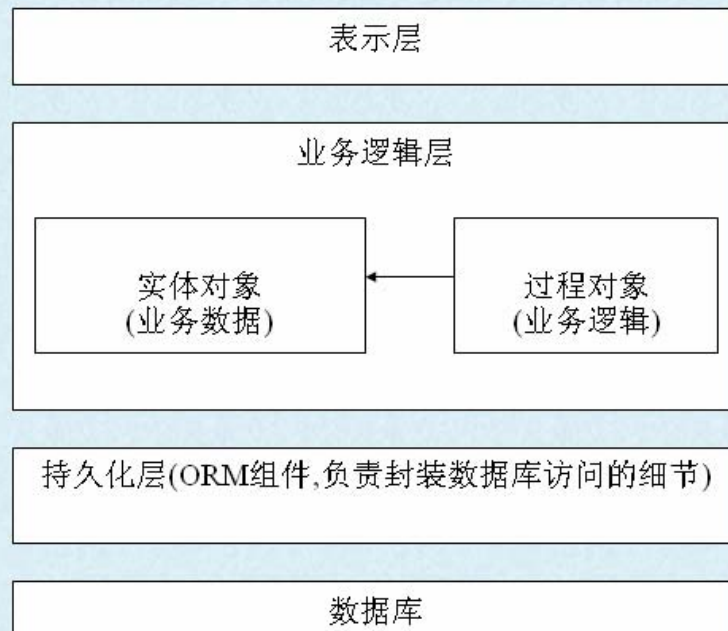 表示层
业务逻辑层
实体对象
(业务数据)
过程对象
(业务逻辑)
持久化层(ORM组件,负责封装数据库访问的细节)
数据库